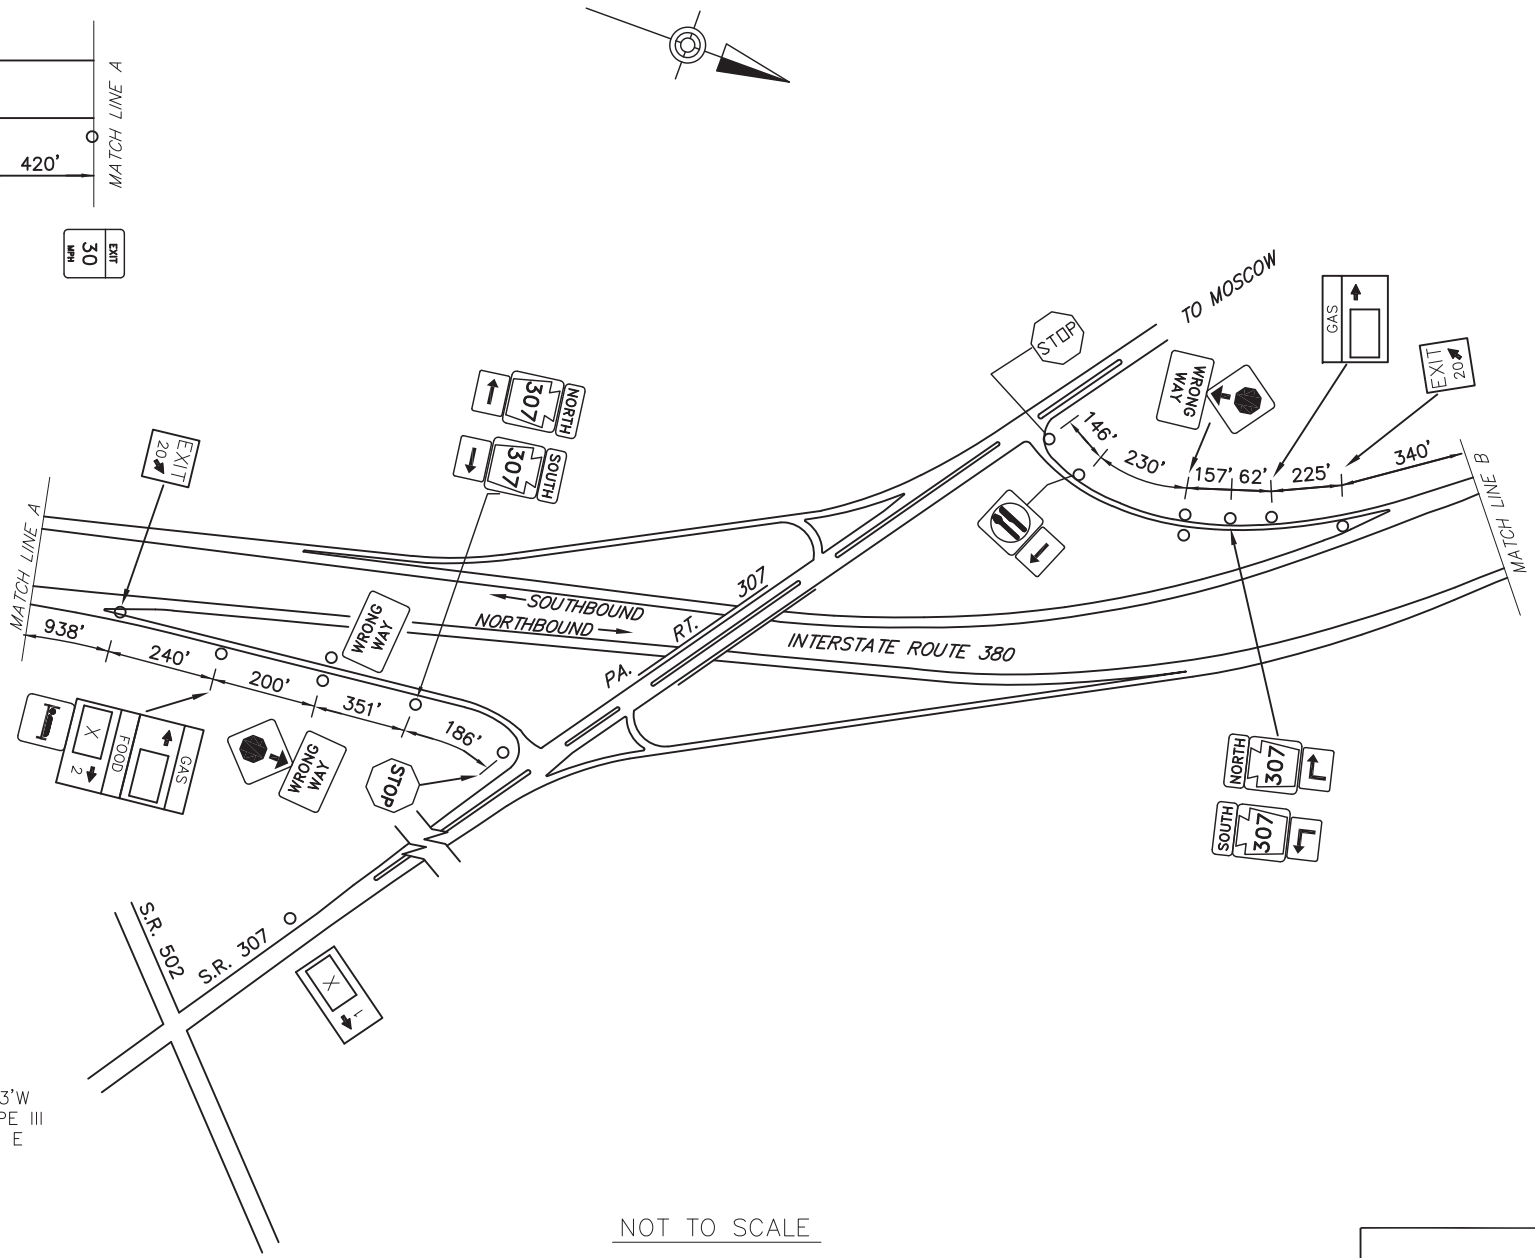 MATCH LINE A
420'
EXIT
30
MPH
TO MOSCOW
STOP
WRONG
WAY
GAS
EXIT
20
NORTH
307
SOUTH
307
146'
230'
157'
62'
225'
340'
MATCH LINE B
EXIT
20
MATCH LINE A
938'
240'
200'
351'
186'
WRONG
WAY
SOUTHBOUND
NORTHBOUND
PA. RT. 307
INTERSTATE ROUTE 380
GAS
FOOD
X
2
WRONG
WAY
STOP
NORTH
307
SOUTH
307
S.R. 502
S.R. 307
X
1
3'W
PE III
E
NOT TO SCALE